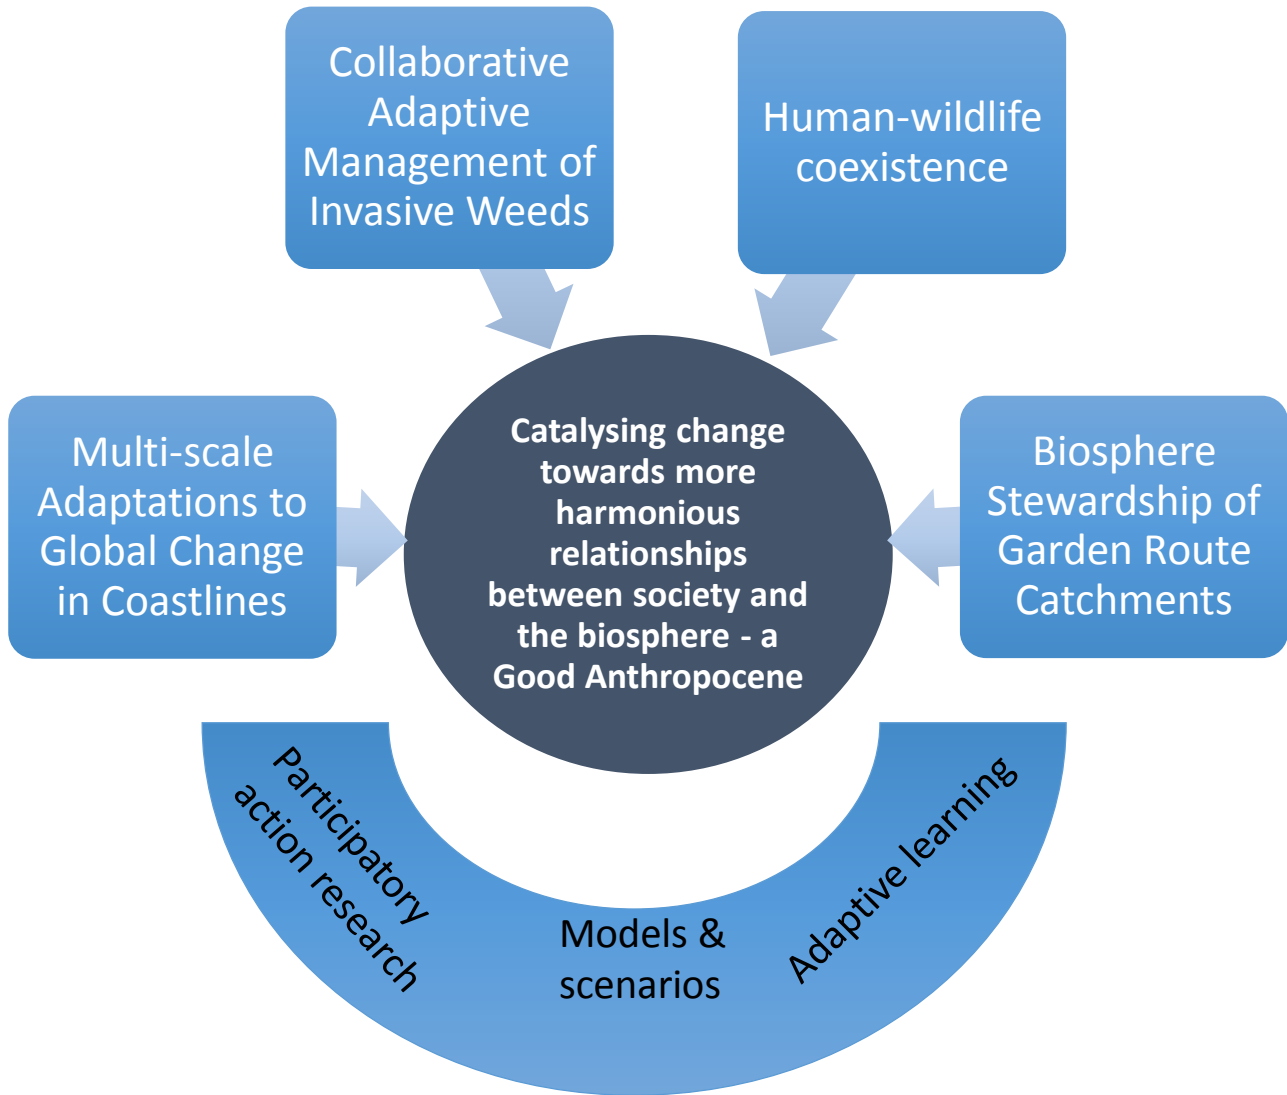 Collaborative
Adaptive
Management of
Invasive Weeds
Human-wildlife
coexistence
Multi-scale
Adaptations to
Global Change
in Coastlines
Catalysing change
towards more
harmonious
relationships
between society and
the biosphere - a
Good Anthropocene
Biosphere
Stewardship of
Garden Route
Catchments
Participatory
action research
Models &
scenarios
Adaptive learning